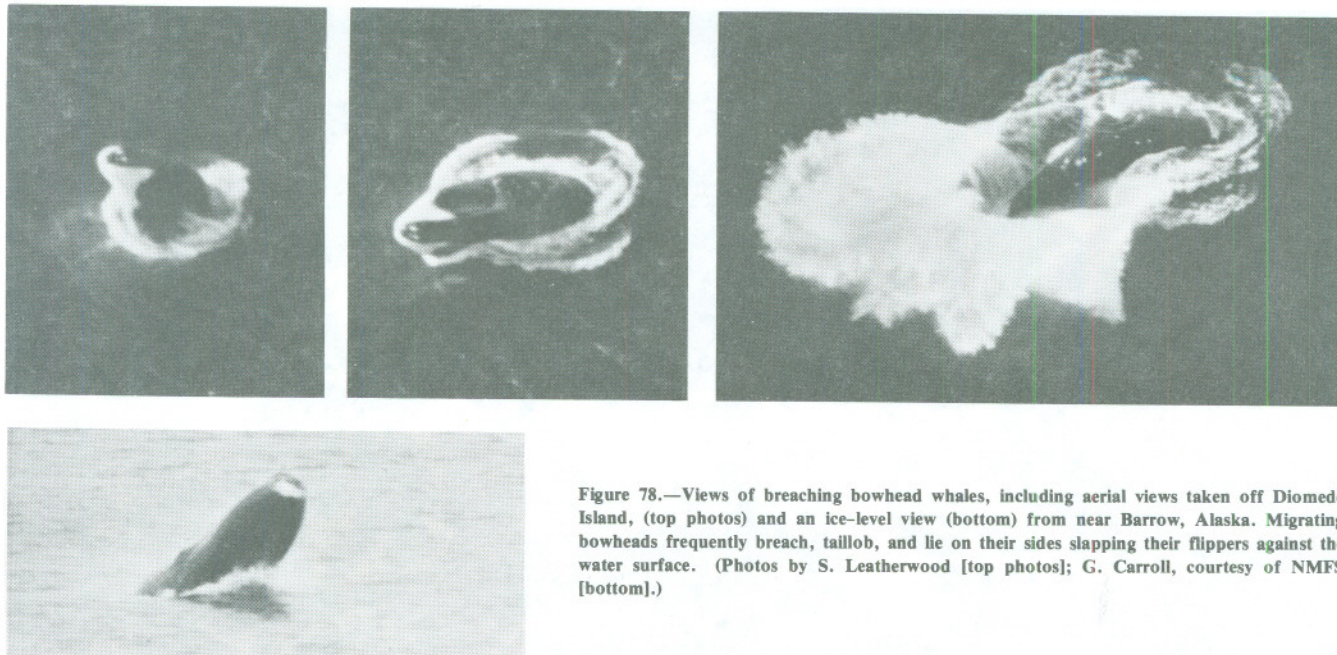 Figure 78.—Views of breaching bowhead whales, including aerial views taken off Diomed
Island, (top photos) and an ice-level view (bottom) from near Barrow, Alaska. Migrating
bowheads frequently breach, taillob, and lie on their sides slapping their flippers against the
water surface. (Photos by S. Leatherwood [top photos]; G. Carroll, courtesy of NMFS
[bottom].)